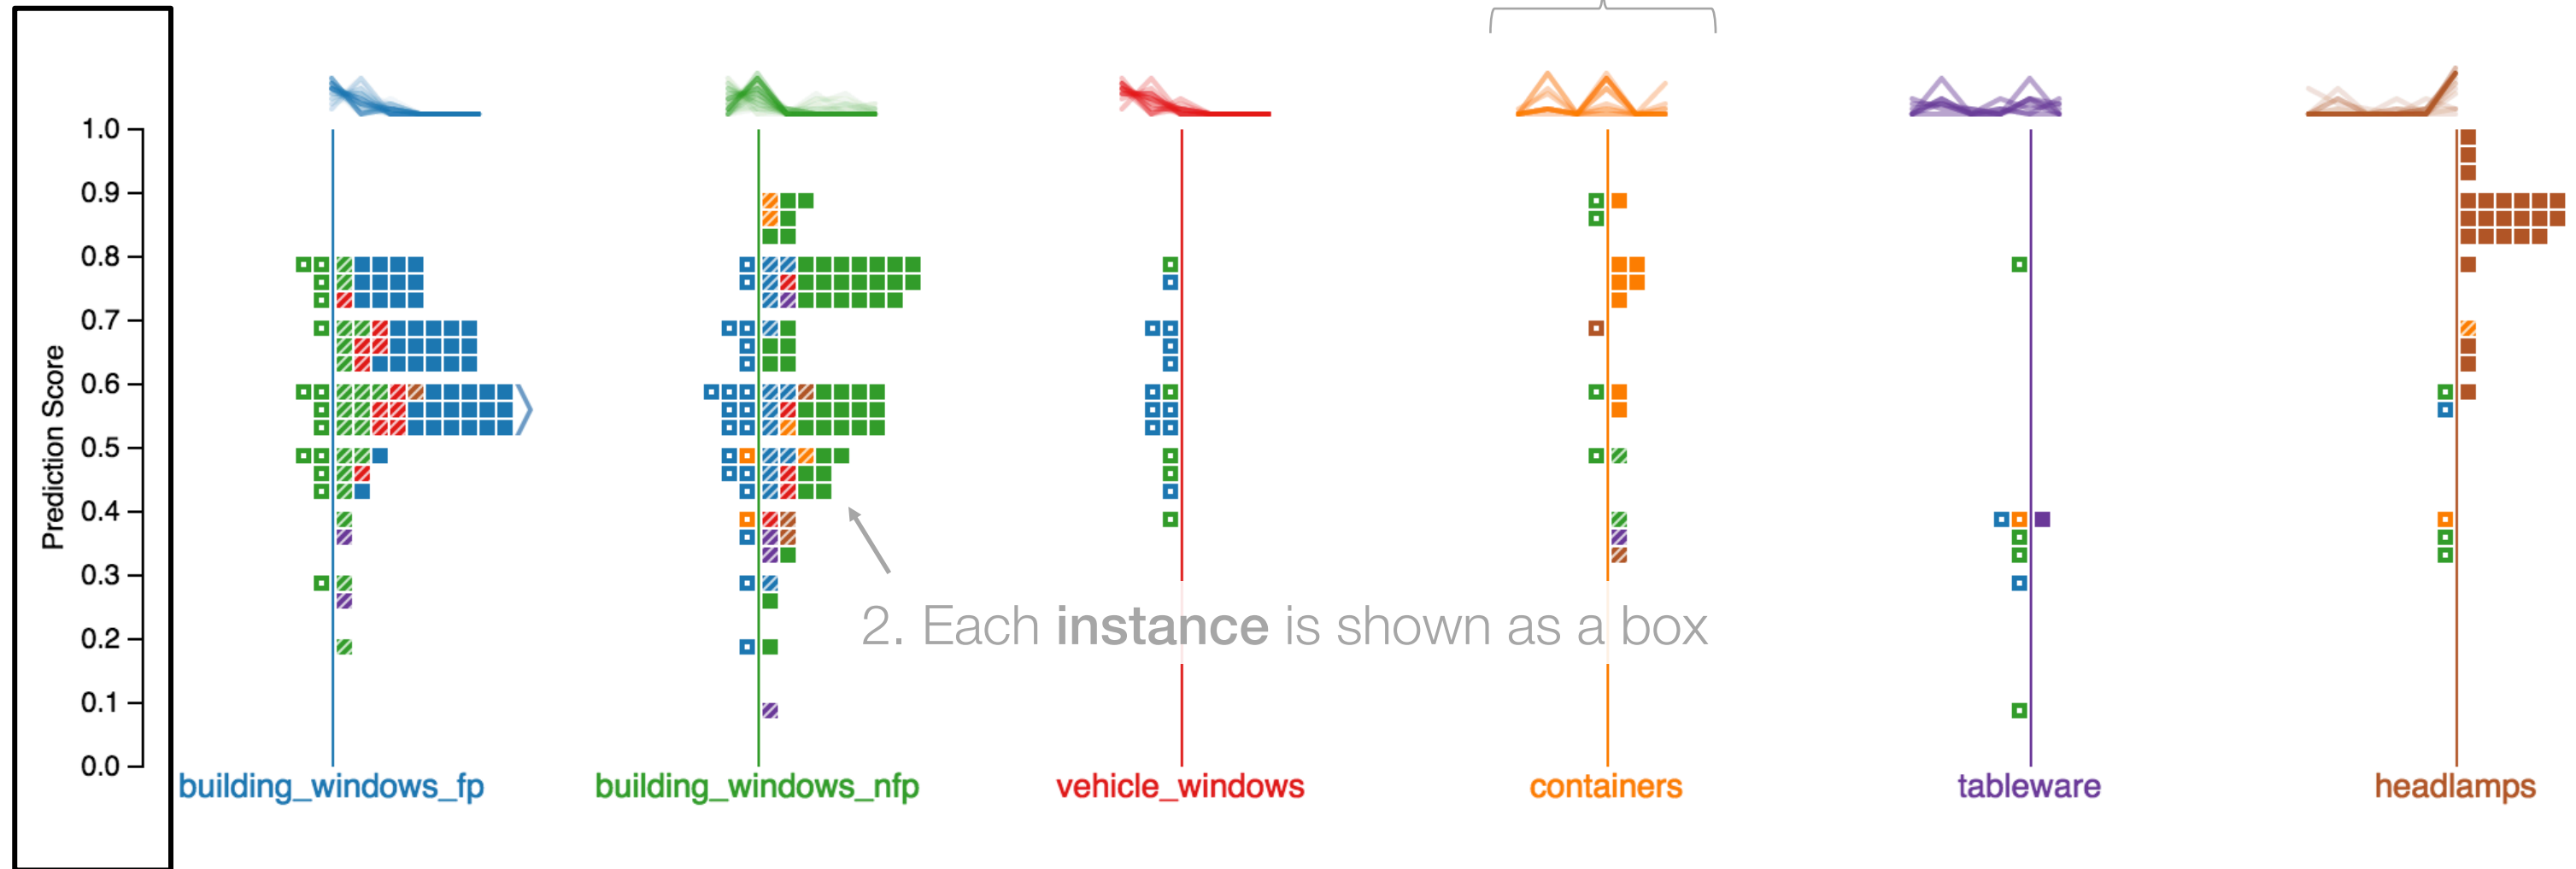 Prediction Score
1.0
0.9
0.8
0.7
0.6
0.5
0.4
0.3
0.2
0.1
0.0
2. Each instance is shown as a box
building_windows_fp
building_windows_nfp
vehicle_windows
containers
tableware
headlamps